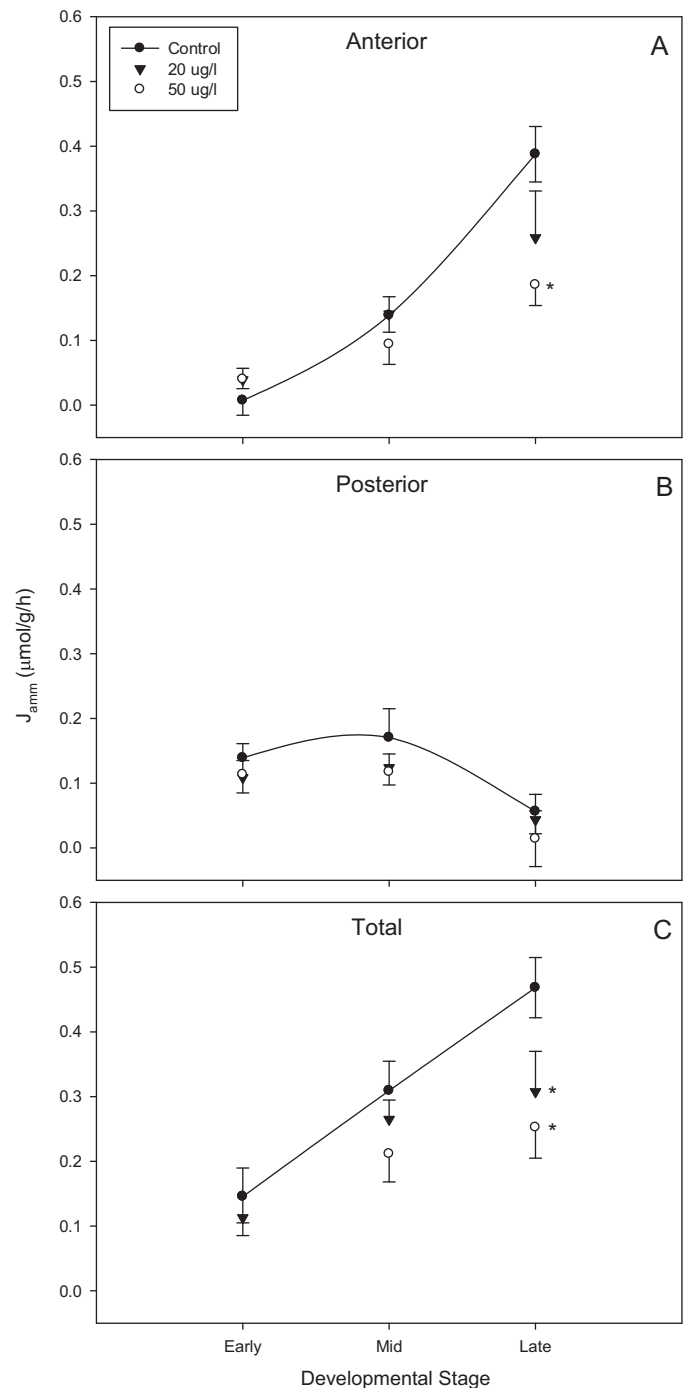 0.6
Anterior
A
Control
20 ug/l
50 ug/l
0.5
0.4
0.3
*
0.2
0.1
0.0
0.6
Posterior
B
0.5
0.4
0.3
0.2
0.1
0.0
Jamm (μmol/g/h)
0.6
Total
C
0.5
0.4
0.3
*
*
0.2
0.1
0.0
Early Mid Late
Developmental Stage